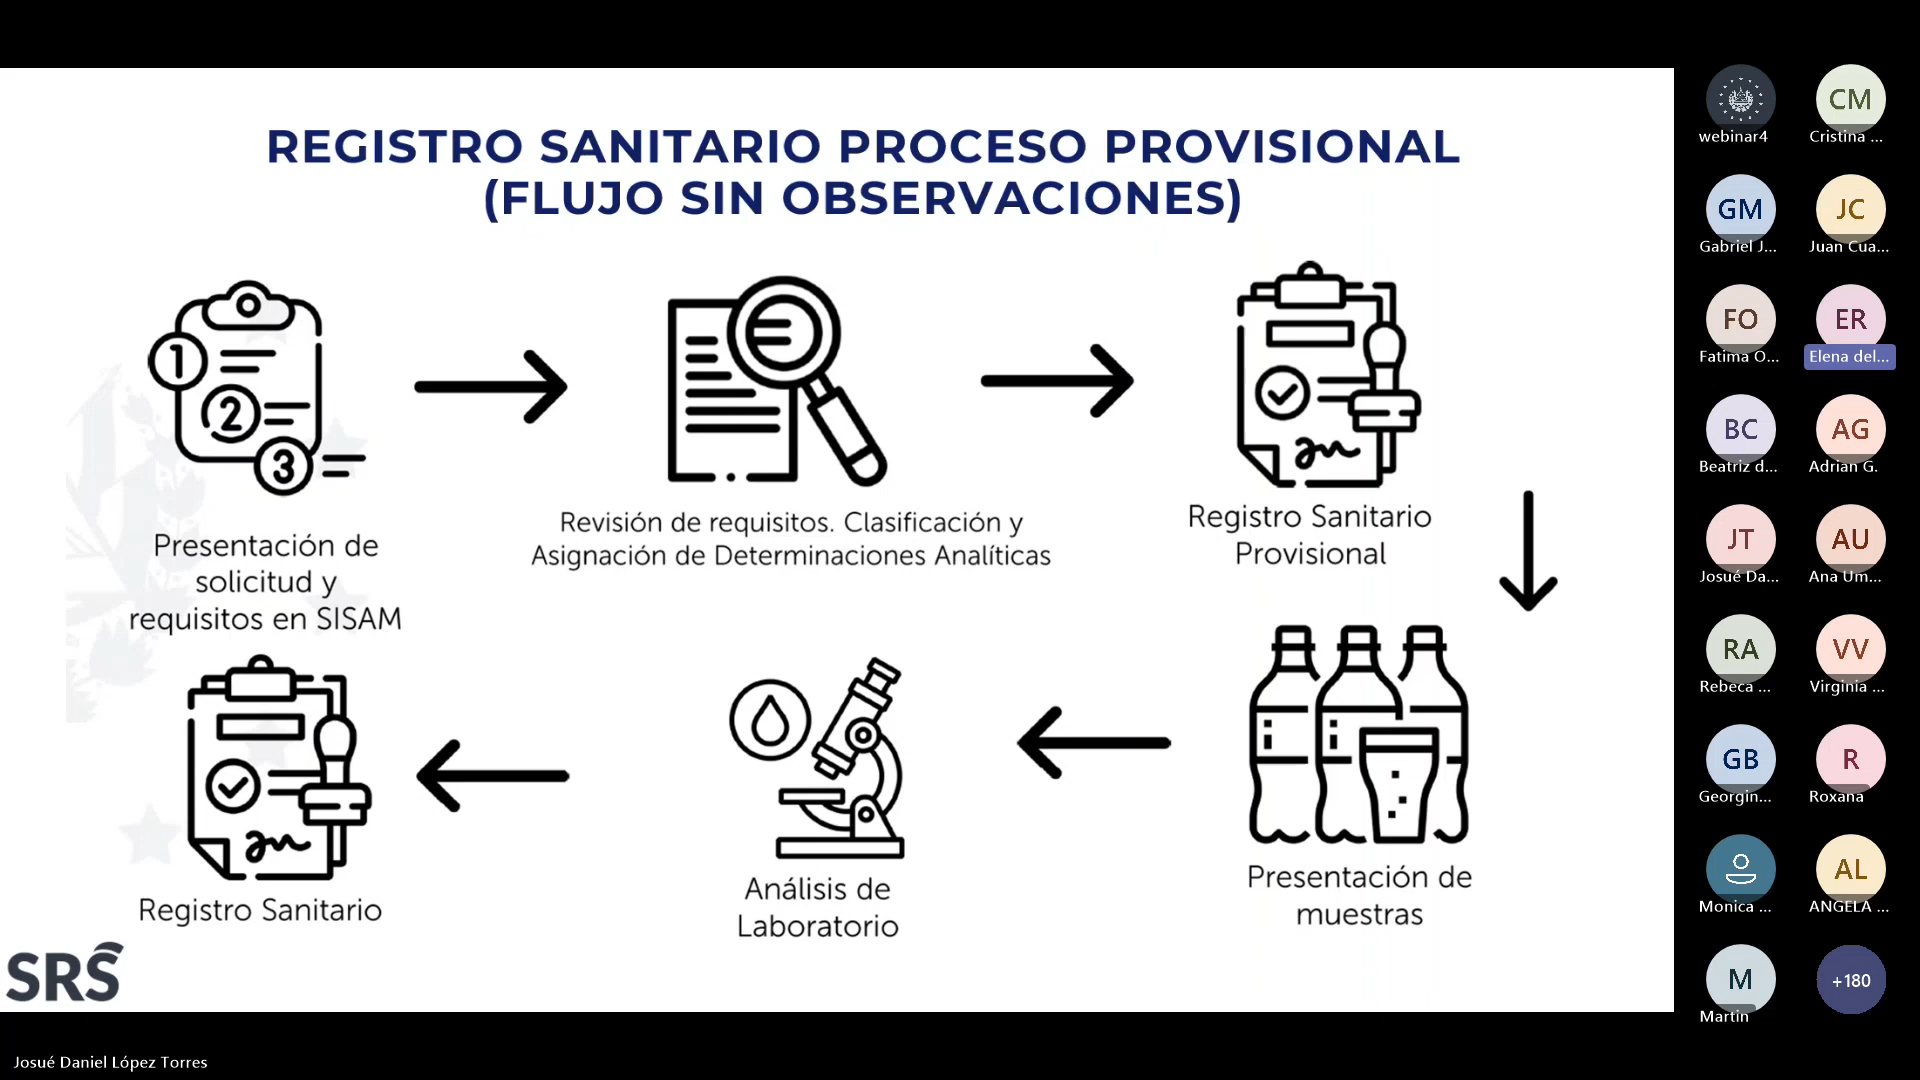 REGISTRO SANITARIO PROCESO PROVISIONAL
(FLUJO SIN OBSERVACIONES)
1
2
3
Presentación de
solicitud y
requisitos en SISAM
Revisión de requisitos. Clasificación y
Asignación de Determinaciones Analíticas
Registro Sanitario
Provisional
Presentación de
muestras
Análisis de
Laboratorio
Registro Sanitario
SRS
Josué Daniel López Torres
webinar4
CM
Cristina ...
GM
Gabriel J...
JC
Juan Cua...
FO
Fatima O...
ER
Elena del...
BC
Beatriz d...
AG
Adrian G.
JT
Josué Da...
AU
Ana Um...
RA
Rebeca ...
VV
Virginia ...
GB
Georgin...
R
Roxana
Monica ...
AL
ANGELA ...
M
Martin
+180